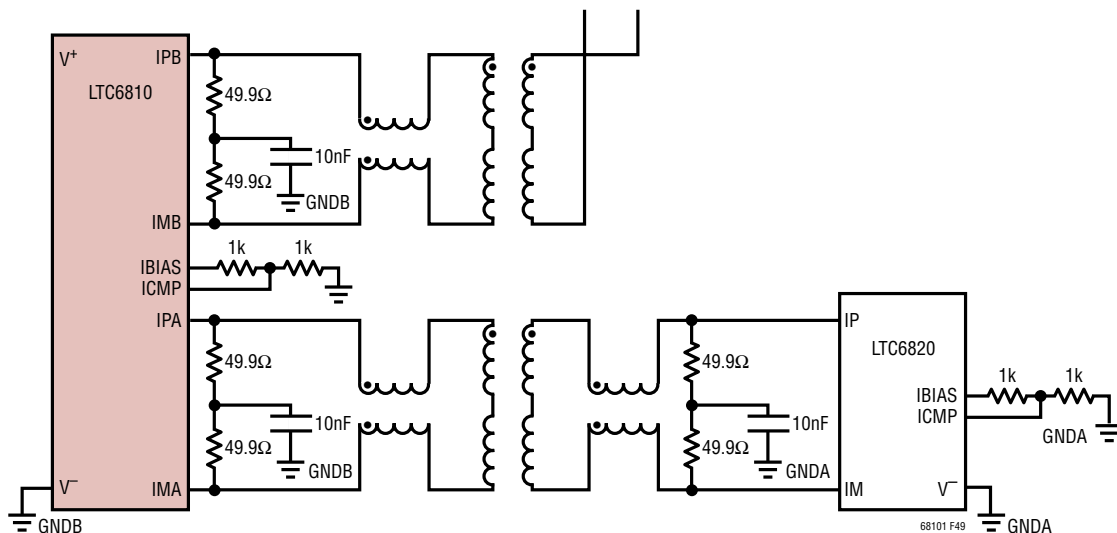 V+
IPB
LTC6810
49.9Ω
10nF
49.9Ω
GNDB
IMB
1k
1k
IBIAS
ICMP
IPA
IP
LTC6820
49.9Ω
49.9Ω
1k
1k
IBIAS
10nF
10nF
ICMP
49.9Ω
49.9Ω
GNDA
GNDB
GNDA
V–
IMA
IM
V–
GNDB
68101 F49
GNDA